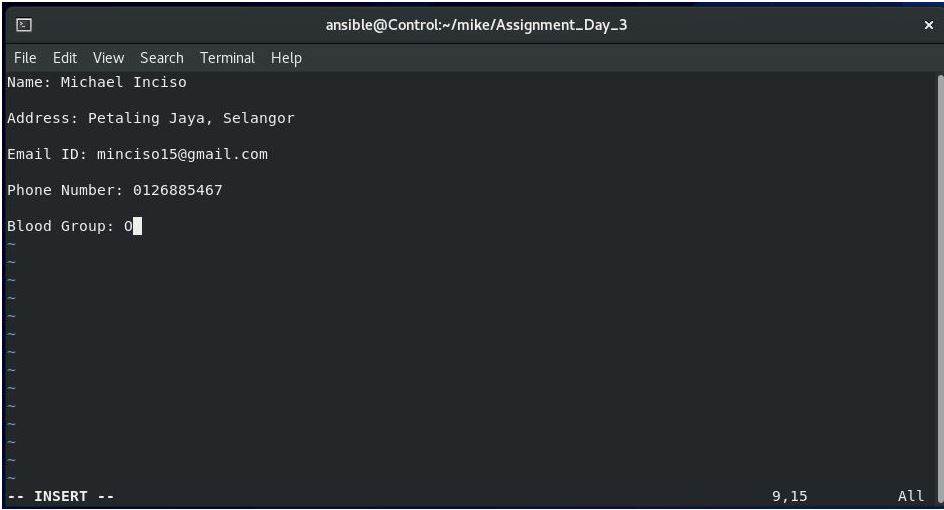 ansible@Control:~/mike/Assignment_Day_3 ×
File Edit View Search Terminal Help
Name: Michael Inciso
Address: Petaling Jaya, Selangor
Email ID: minciso15@gmail.com
Phone Number: 0126885467
Blood Group: O
~
~
~
~
~
~
~
~
~
~
~
~
~
~
-- INSERT -- 9,15 All